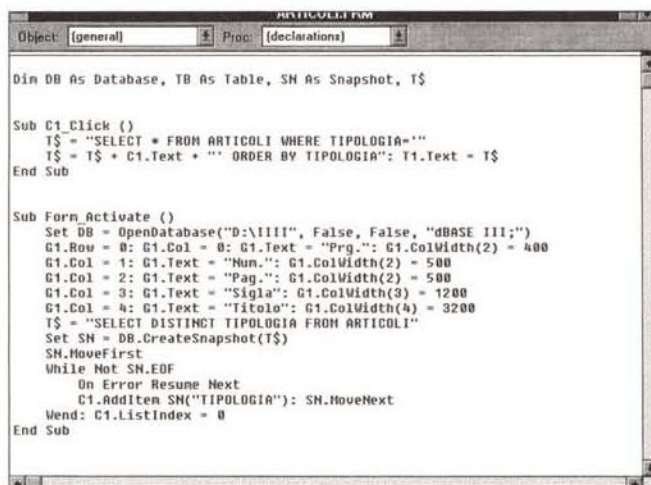 ARTICOLI.FRM
Object: (general) Proc: (declarations)
Dim DB As Database, TB As Table, SN As Snapshot, T$
Sub C1_Click ()
T$ = "SELECT * FROM ARTICOLI WHERE TIPOLOGIA='"
T$ = T$ + C1.Text + "' ORDER BY TIPOLOGIA": T1.Text = T$
End Sub
Sub Form_Activate ()
Set DB = OpenDatabase("D:\IIII", False, False, "dBASE III;")
G1.Row = 0: G1.Col = 0: G1.Text = "Prg.": G1.ColWidth(2) = 400
G1.Col = 1: G1.Text = "Num.": G1.ColWidth(2) = 500
G1.Col = 2: G1.Text = "Pag.": G1.ColWidth(2) = 500
G1.Col = 3: G1.Text = "Sigla": G1.ColWidth(3) = 1200
G1.Col = 4: G1.Text = "Titolo": G1.ColWidth(4) = 3200
T$ = "SELECT DISTINCT TIPOLOGIA FROM ARTICOLI"
Set SN = DB.CreateSnapshot(T$)
SN.MoveFirst
While Not SN.EOF
On Error Resume Next
C1.AddItem SN("TIPOLOGIA"): SN.MoveNext
Wend: C1.ListIndex = 0
End Sub